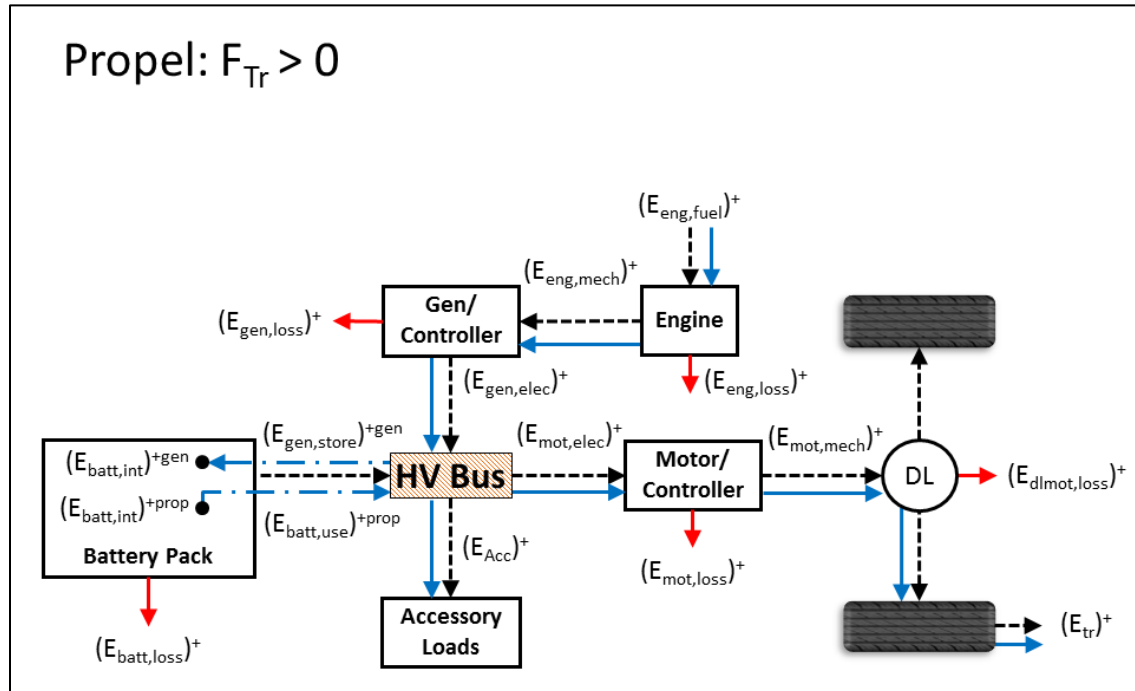 Propel: F_Tr > 0
(E_eng,fuel)^+
(E_eng,mech)^+
Gen/
Controller
Engine
(E_gen,loss)^+
(E_gen,elec)^+
(E_eng,loss)^+
(E_gen,store)^+gen
(E_mot,elec)^+
(E_mot,mech)^+
(E_batt,int)^+gen
HV Bus
Motor/
Controller
DL
(E_dlmot,loss)^+
(E_batt,int)^+prop
(E_batt,use)^+prop
Battery Pack
(E_Acc)^+
(E_mot,loss)^+
Accessory
Loads
(E_tr)^+
(E_batt,loss)^+